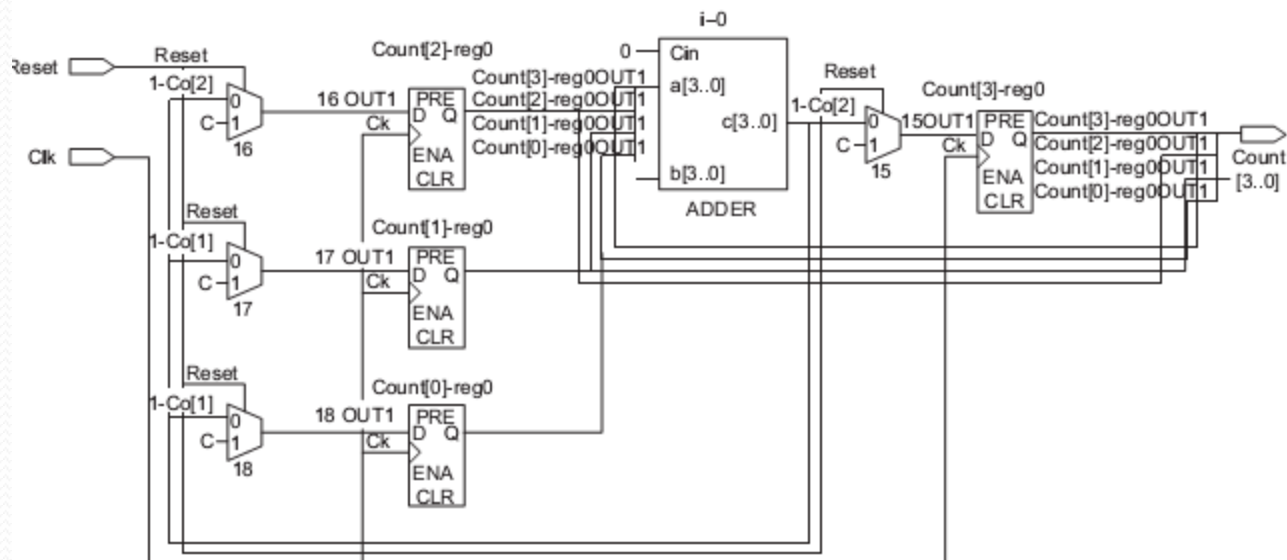 i–0
Count[2]-reg0
Reset
Reset
1-Co[2]
0
C
1
16
16 OUT1
PRE
D Q
Ck
ENA
CLR
Count[3]-reg0OUT1
Count[2]-reg0OUT1
Count[1]-reg0OUT1
Count[0]-reg0OUT1
0
Cin
a[3..0]
c[3..0]
b[3..0]
ADDER
Reset
1-Co[2]
0
C
1
15
15OUT1
Count[3]-reg0
PRE
D Q
Ck
ENA
CLR
Count[3]-reg0OUT1
Count[2]-reg0OUT1
Count[1]-reg0OUT1
Count[0]-reg0OUT1
Count
[3..0]
Clk
Reset
1-Co[1]
0
C
1
17
17 OUT1
Count[1]-reg0
PRE
D Q
Ck
ENA
CLR
Reset
1-Co[1]
0
C
1
18
18 OUT1
Count[0]-reg0
PRE
D Q
Ck
ENA
CLR